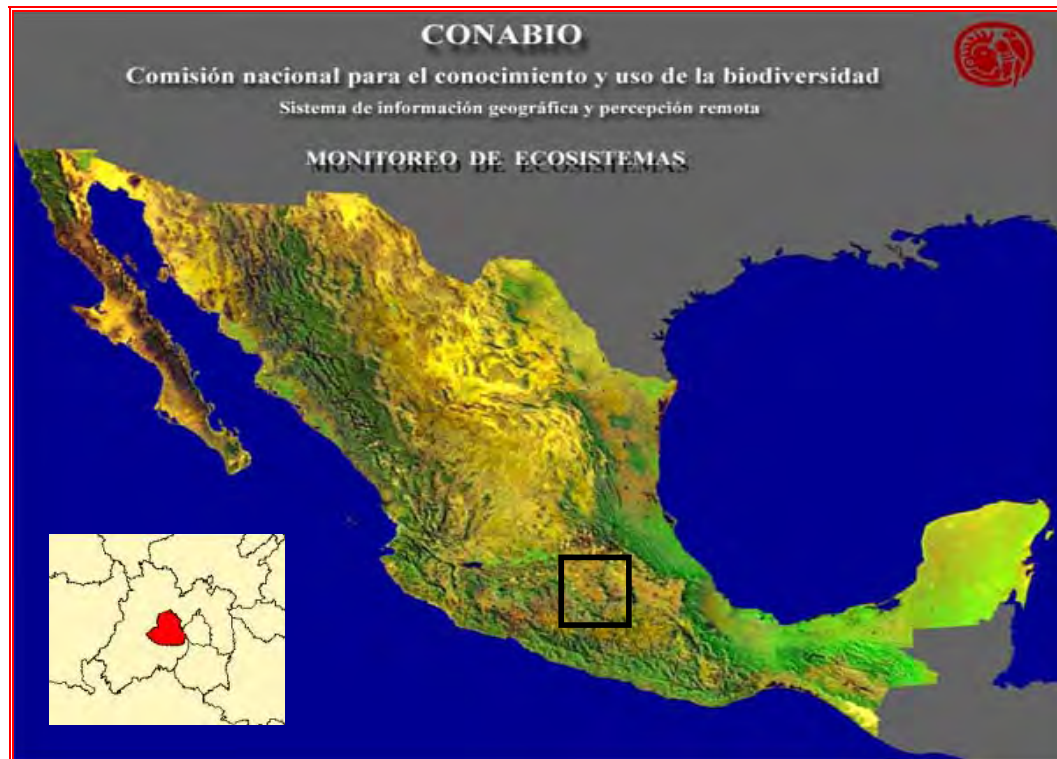 CONABIO
Comisión nacional para el conocimiento y uso de la biodiversidad
Sistema de información geográfica y percepción remota
MONITOREO DE ECOSISTEMAS